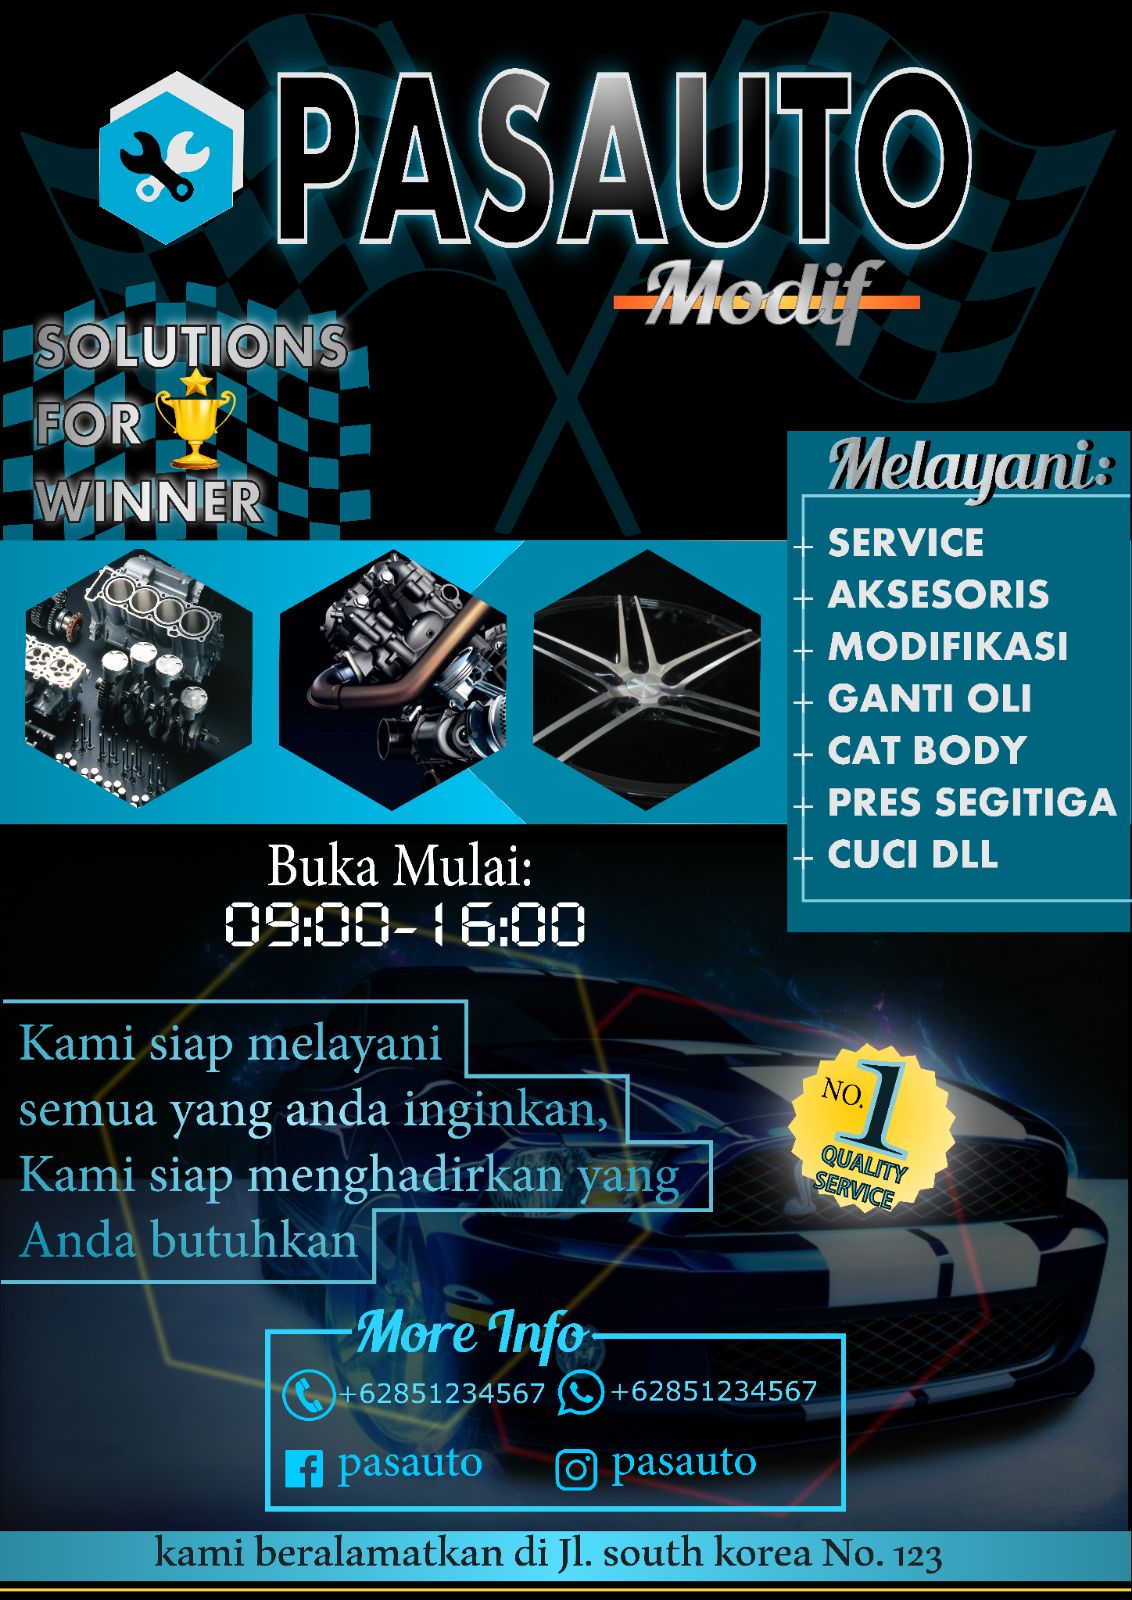 PASAUTO
Modif
SOLUTIONS
FOR
WINNER
Melayani:
+ SERVICE
+ AKSESORIS
+ MODIFIKASI
+ GANTI OLI
+ CAT BODY
+ PRES SEGITIGA
+ CUCI DLL
Buka Mulai:
09:00-16:00
Kami siap melayani
semua yang anda inginkan,
Kami siap menghadirkan yang
Anda butuhkan
NO. 1
QUALITY
SERVICE
More Info
+62851234567 +62851234567
pasauto pasauto
kami beralamatkan di Jl. south korea No. 123